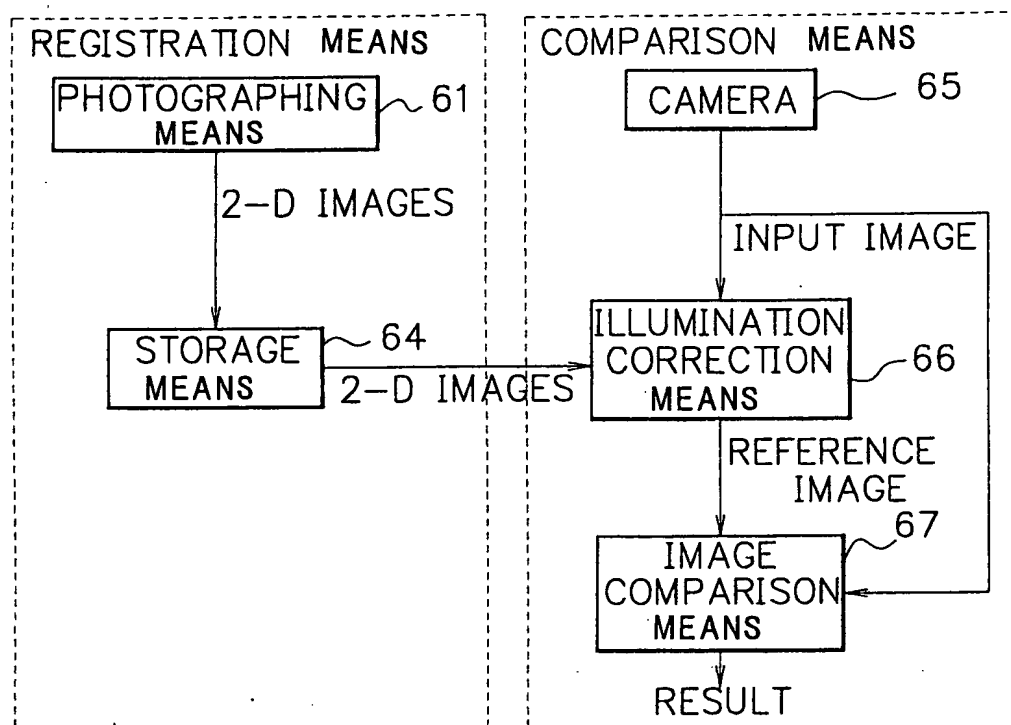 REGISTRATION MEANS
PHOTOGRAPHING
MEANS
61
2-D IMAGES
STORAGE
MEANS
64
2-D IMAGES
COMPARISON MEANS
CAMERA
65
INPUT IMAGE
ILLUMINATION
CORRECTION
MEANS
66
REFERENCE
IMAGE
67
IMAGE
COMPARISON
MEANS
RESULT